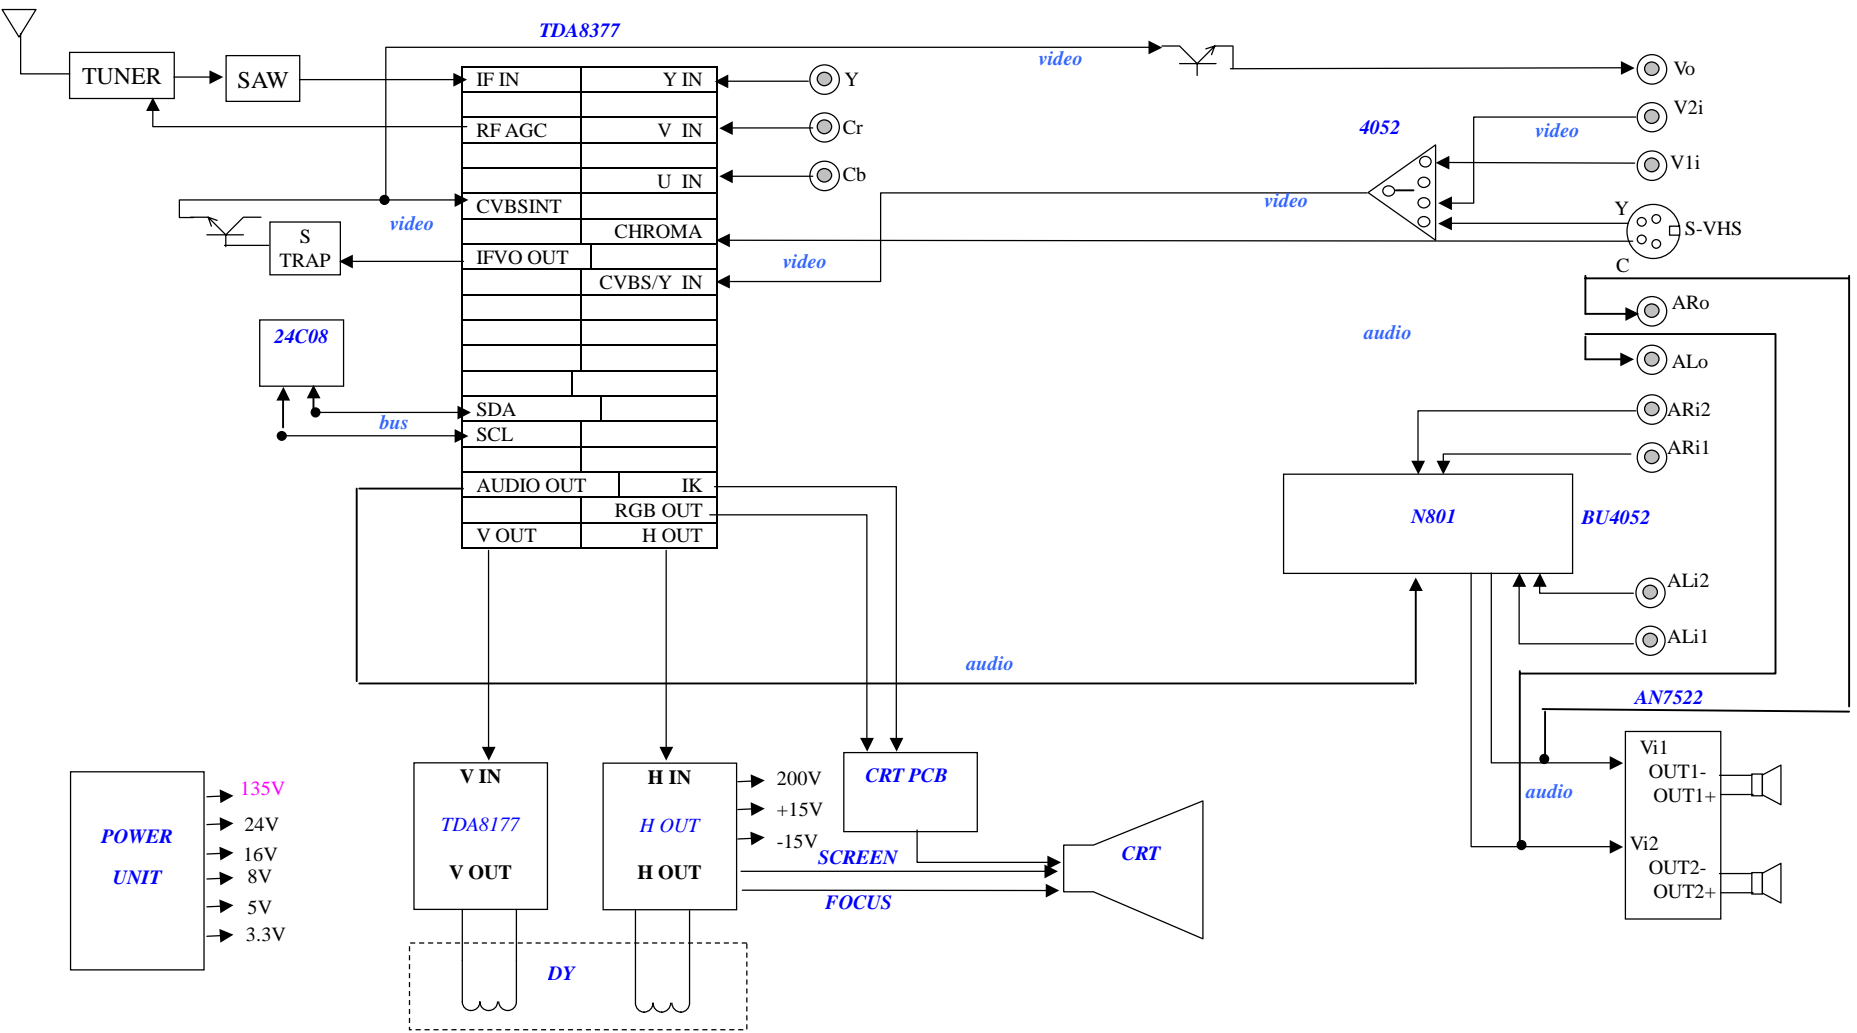 TDA8377
video
TUNER
SAW
IF IN
Y IN
Y
Vo
RF AGC
V IN
Cr
4052
video
V2i
V1i
U IN
Cb
CVBSINT
video
video
CHROMA
Y
S-VHS
C
S
TRAP
IFVO OUT
video
CVBS/Y IN
24C08
audio
ARo
ALo
SDA
bus
SCL
ARi2
ARi1
AUDIO OUT
IK
RGB OUT
V OUT
H OUT
N801
BU4052
ALi2
ALi1
audio
AN7522
POWER
UNIT
135V
24V
16V
8V
5V
3.3V
V IN
TDA8177
V OUT
H IN
H OUT
H OUT
200V
+15V
-15V
CRT PCB
SCREEN
FOCUS
CRT
DY
audio
Vi1
OUT1-
OUT1+
Vi2
OUT2-
OUT2+